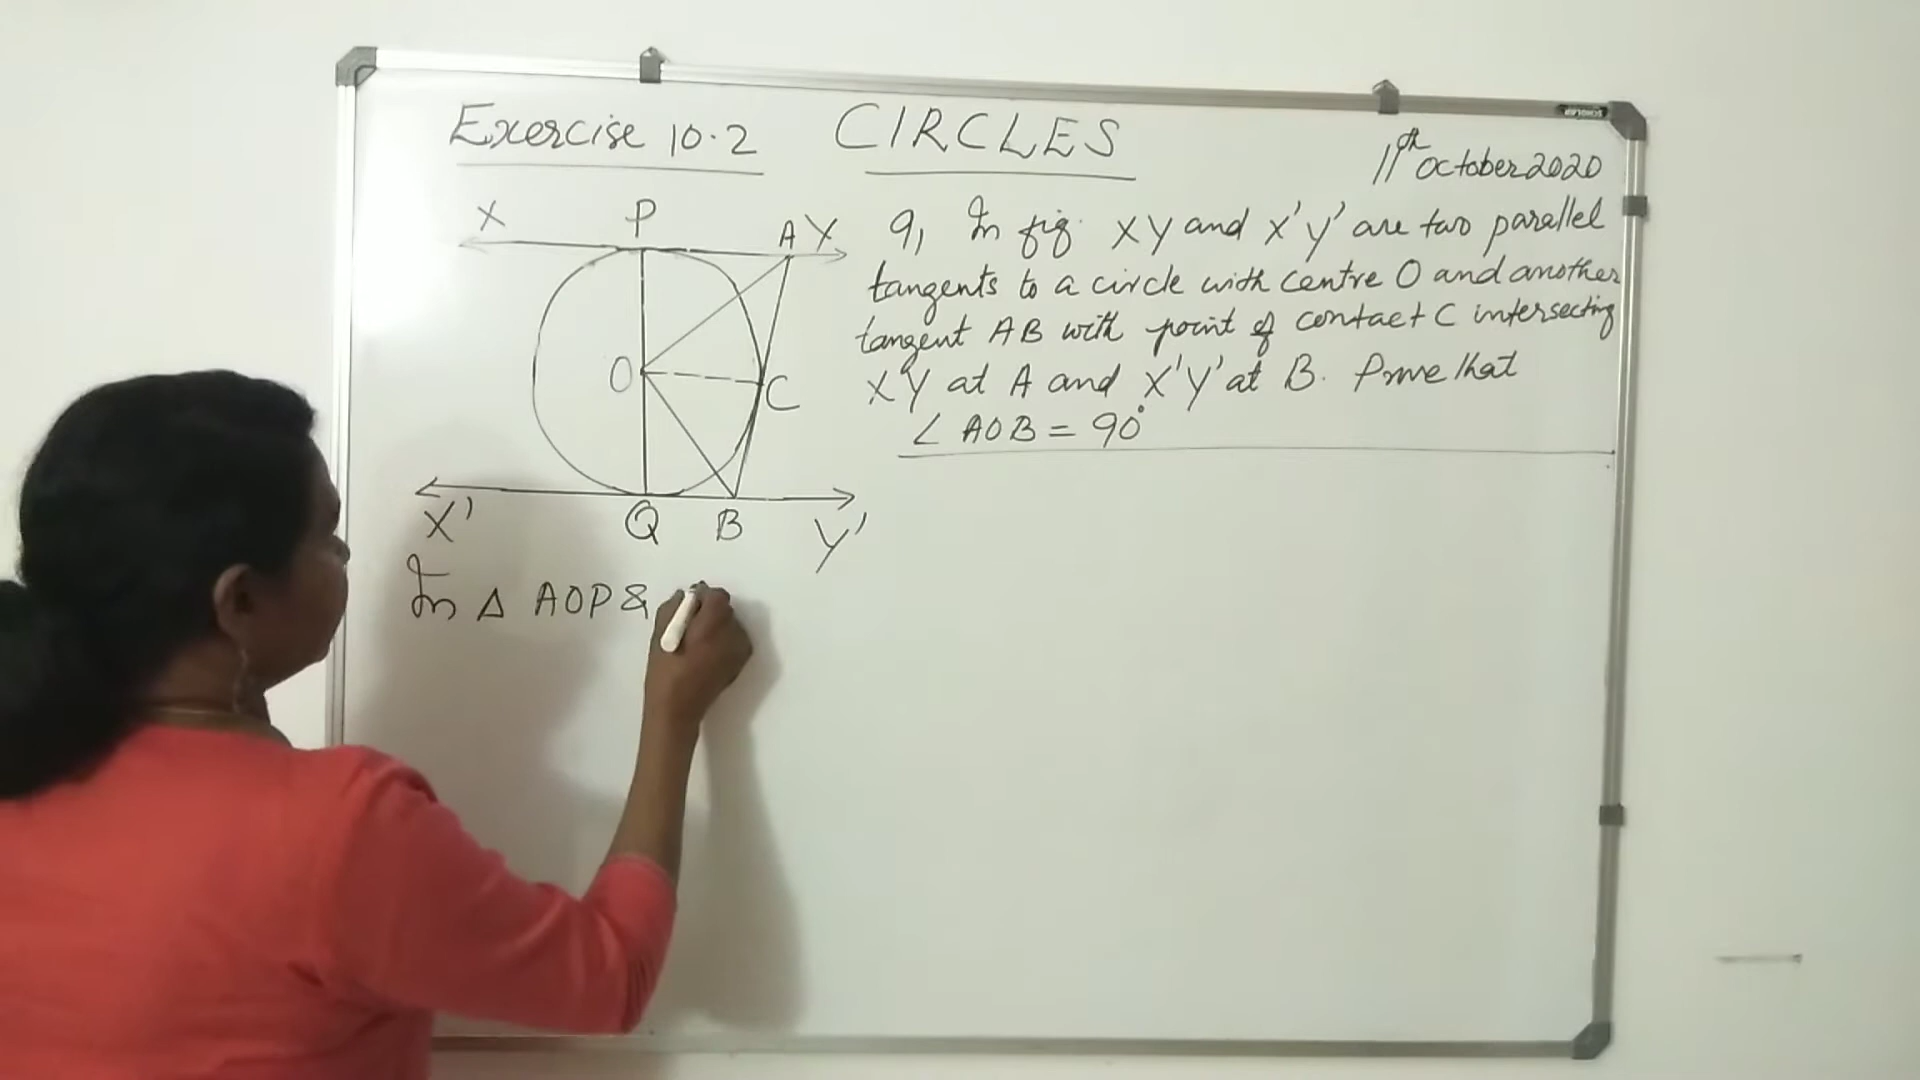 Exercise 10.2
CIRCLES
11th October 2020
X P A Y
O C
X' Q B Y'
9, In fig. XY and X'Y' are two parallel
tangents to a circle with centre O and another
tangent AB with point of contact C intersecting
XY at A and X'Y' at B. Prove that
∠ AOB = 90°
In Δ AOP &